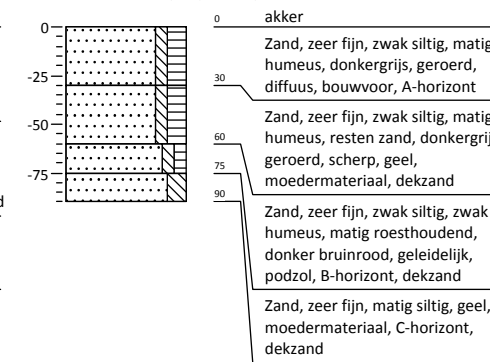 0
-25
-50
-75
0
30
60
75
90
akker
Zand, zeer fijn, zwak siltig, matig
humeus, donkergrijs, geroerd,
diffuus, bouwvoor, A-horizont
Zand, zeer fijn, zwak siltig, matig
humeus, resten zand, donkergrij
geroerd, scherp, geel,
moedermateriaal, dekzand
Zand, zeer fijn, zwak siltig, zwak
humeus, matig roesthoudend,
donker bruinrood, geleidelijk,
podzol, B-horizont, dekzand
Zand, zeer fijn, matig siltig, geel,
moedermateriaal, C-horizont,
dekzand